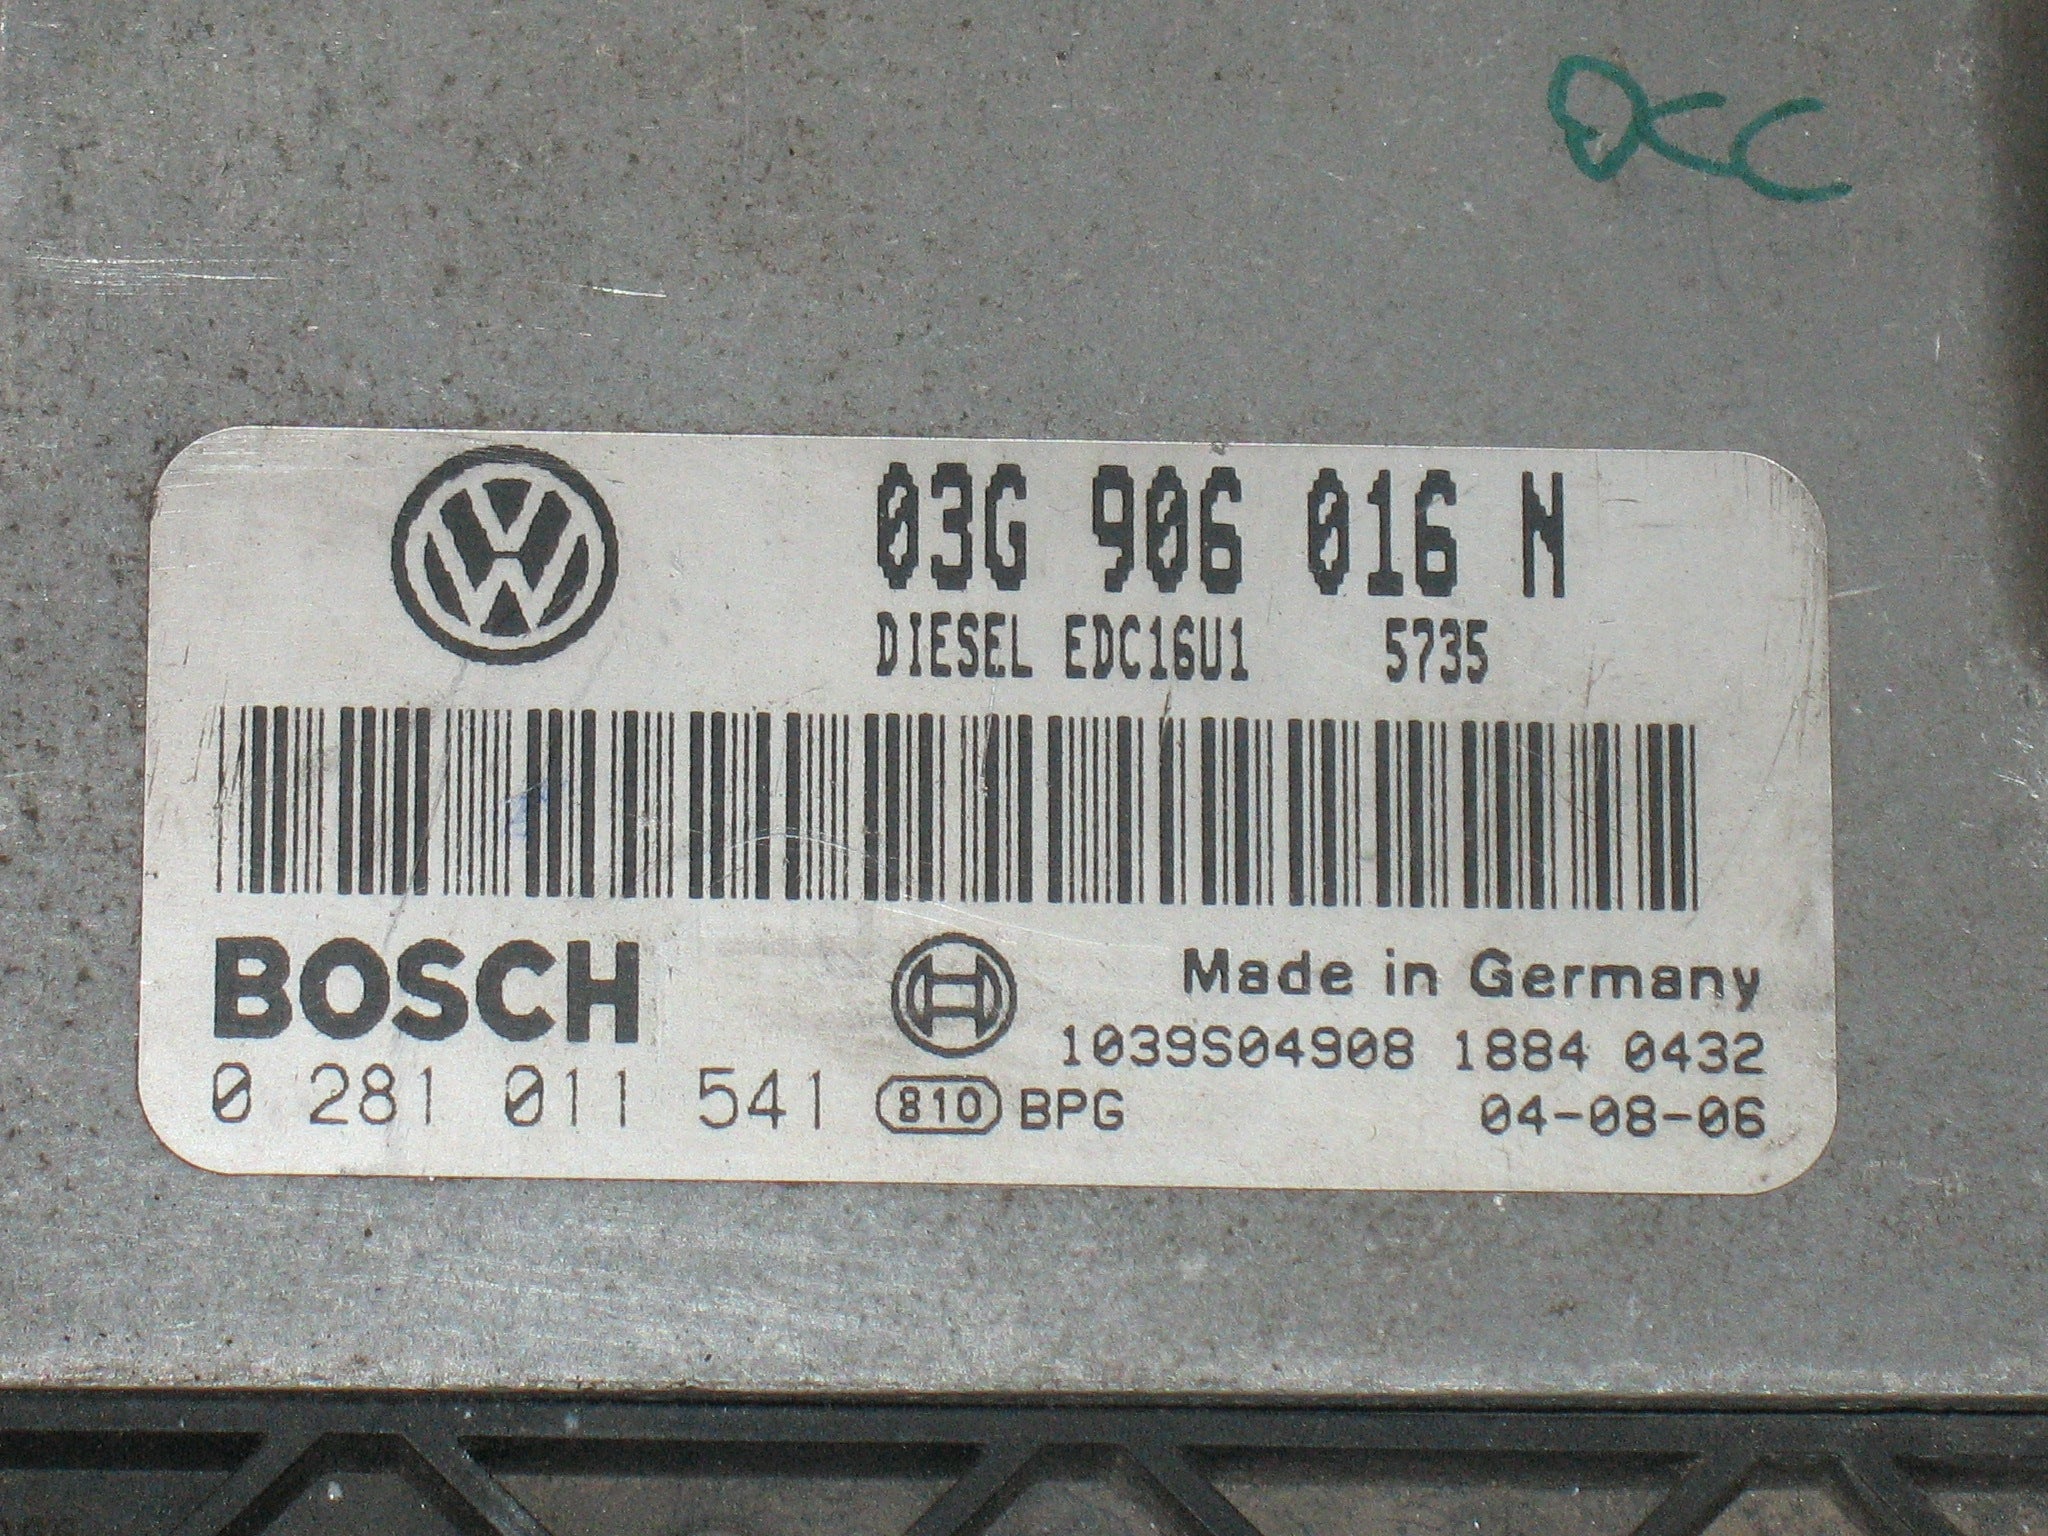 03G 906 016 N
DIESEL EDC16U1 5735
BOSCH
Made in Germany
1039S04908 1884 0432
0 281 011 541 810 BPG 04-08-06